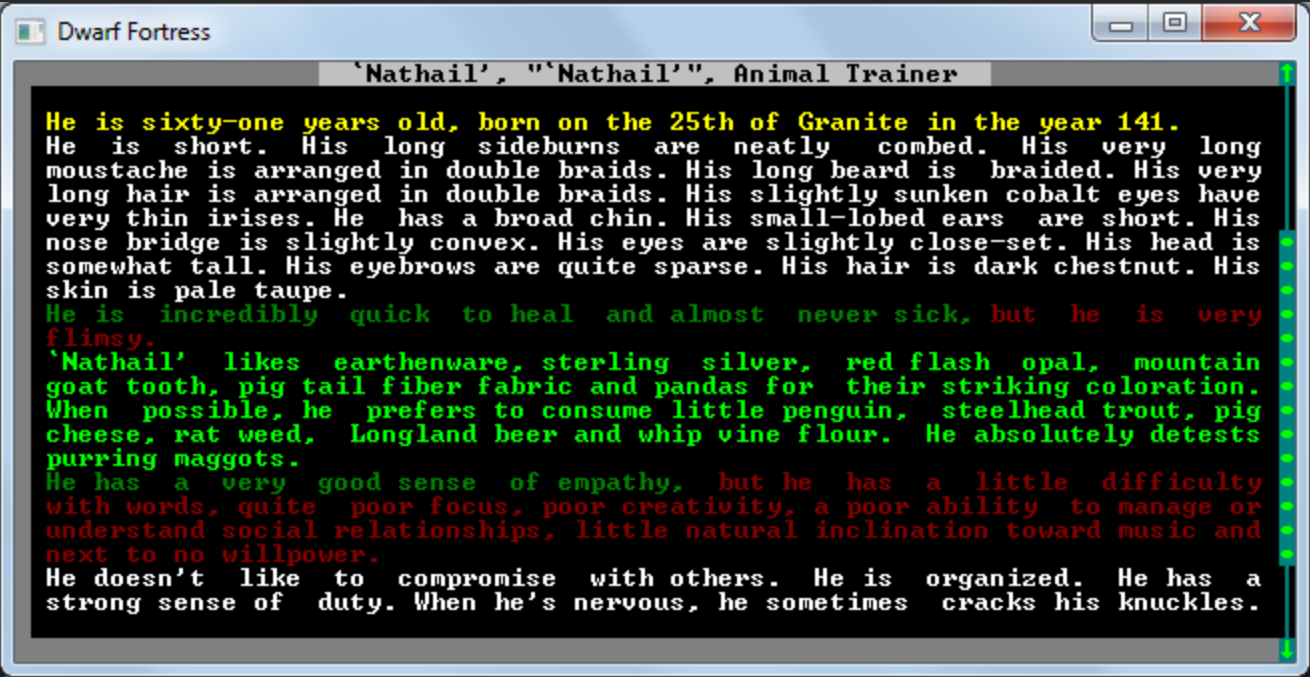 Dwarf Fortress
`Nathail', "`Nathail'", Animal Trainer
He is sixty-one years old, born on the 25th of Granite in the year 141.
He is short. His long sideburns are neatly combed. His very long
moustache is arranged in double braids. His long beard is braided. His very
long hair is arranged in double braids. His slightly sunken cobalt eyes have
very thin irises. He has a broad chin. His small-lobed ears are short. His
nose bridge is slightly convex. His eyes are slightly close-set. His head is
somewhat tall. His eyebrows are quite sparse. His hair is dark chestnut. His
skin is pale taupe.
He is incredibly quick to heal and almost never sick, but he is very
flimsy.
`Nathail' likes earthenware, sterling silver, red flash opal, mountain
goat tooth, pig tail fiber fabric and pandas for their striking coloration.
When possible, he prefers to consume little penguin, steelhead trout, pig
cheese, rat weed, Longland beer and whip vine flour. He absolutely detests
purring maggots.
He has a very good sense of empathy, but he has a little difficulty
with words, quite poor focus, poor creativity, a poor ability to manage or
understand social relationships, little natural inclination toward music and
next to no willpower.
He doesn't like to compromise with others. He is organized. He has a
strong sense of duty. When he's nervous, he sometimes cracks his knuckles.